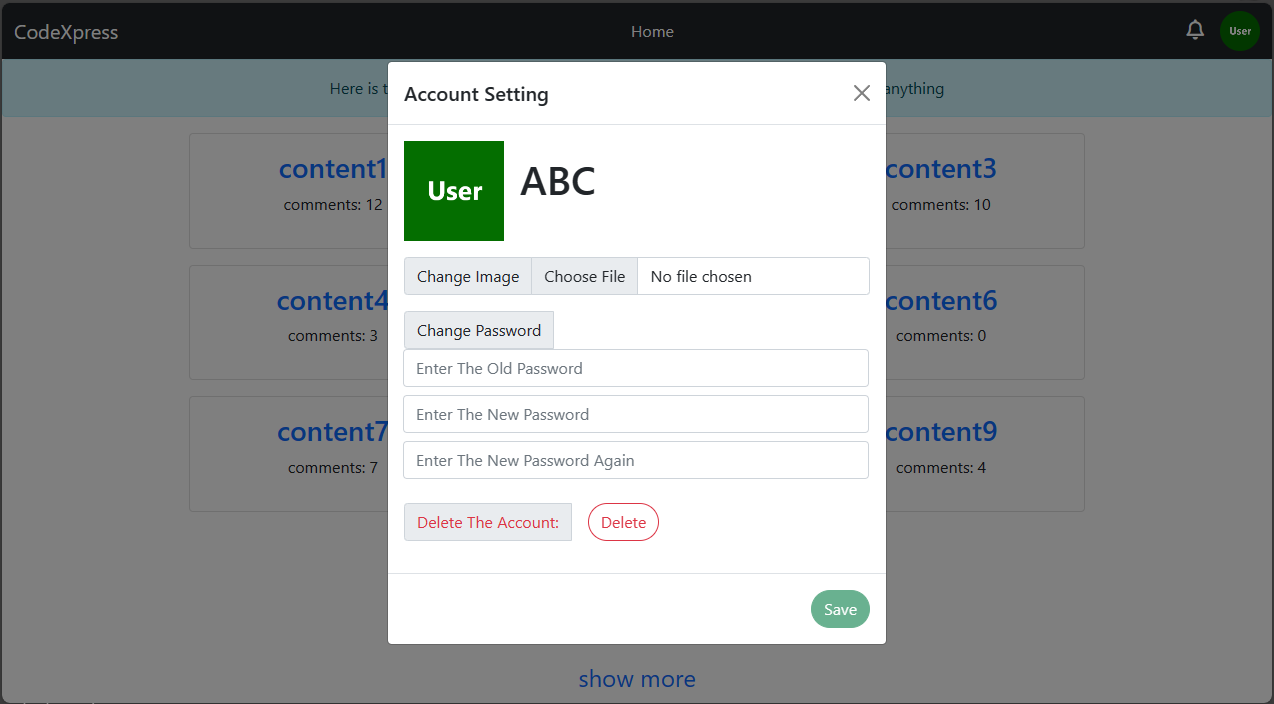 CodeXpress Home User
Here is t anything
Account Setting
User ABC
content1 content3
comments: 12 comments: 10
Change Image Choose File No file chosen
content4 content6
Change Password
comments: 3 comments: 0
Enter The Old Password
Enter The New Password
content7 content9
Enter The New Password Again
comments: 7 comments: 4
Delete The Account: Delete
Save
show more